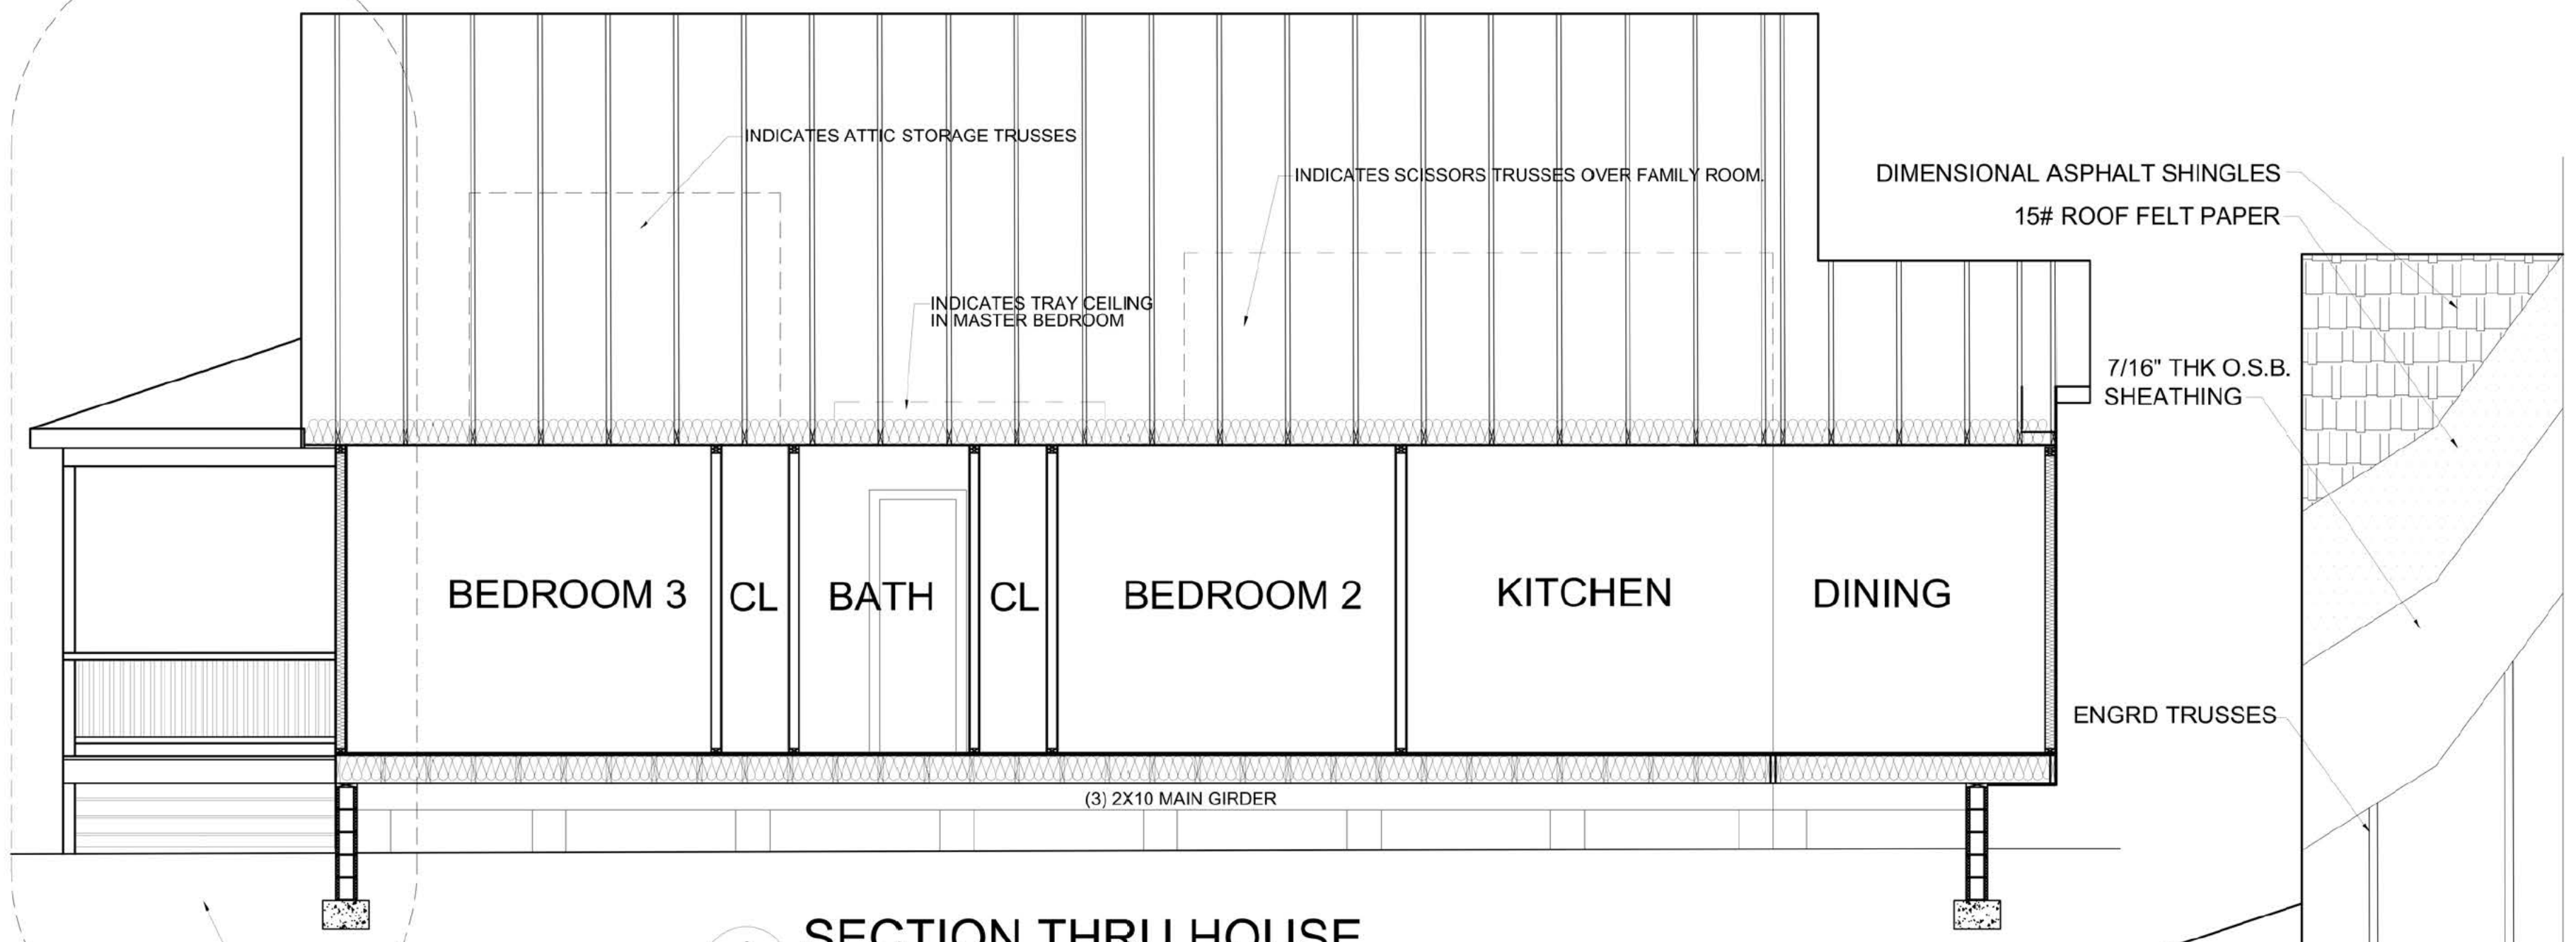 INDICATES ATTIC STORAGE TRUSSES
INDICATES SCISSORS TRUSSES OVER FAMILY ROOM.
DIMENSIONAL ASPHALT SHINGLES
15# ROOF FELT PAPER
INDICATES TRAY CEILING
IN MASTER BEDROOM
7/16" THK O.S.B.
SHEATHING
BEDROOM 3
CL
BATH
CL
BEDROOM 2
KITCHEN
DINING
ENGRD TRUSSES
(3) 2X10 MAIN GIRDER
SECTION THRU HOUSE